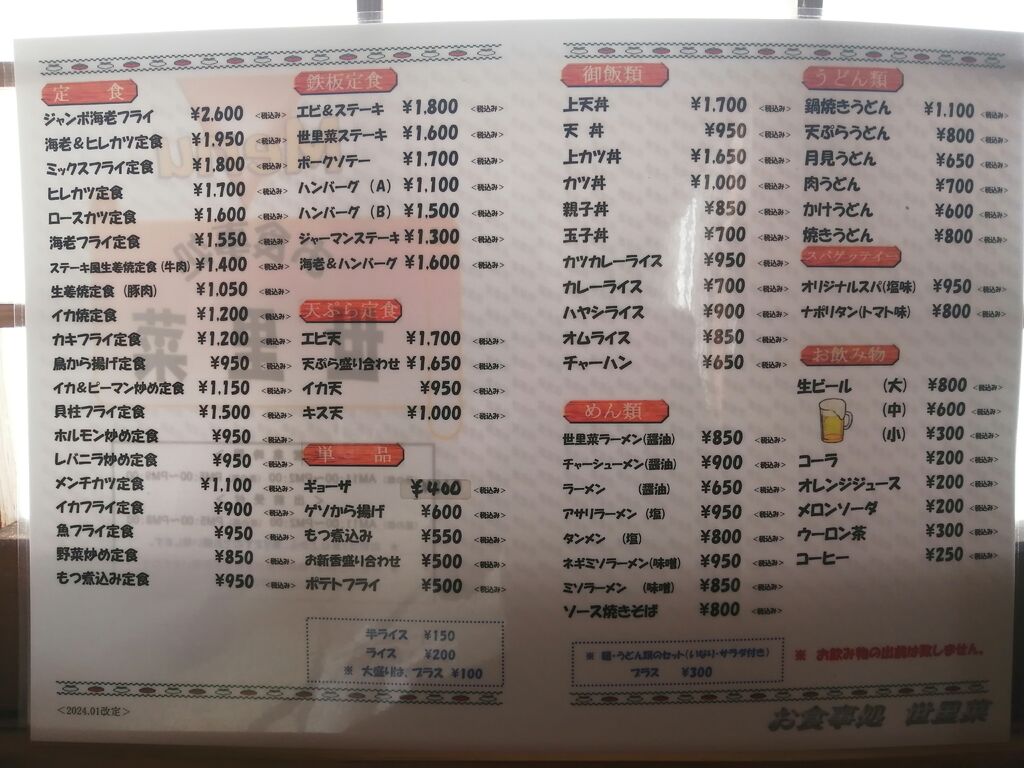 定　食
ジャンボ海老フライ ¥2,600 <税込み>
海老&ヒレカツ定食 ¥1,950 <税込み>
ミックスフライ定食 ¥1,800 <税込み>
ヒレカツ定食 ¥1,700 <税込み>
ロースカツ定食 ¥1,600 <税込み>
海老フライ定食 ¥1,550 <税込み>
ステーキ風生姜焼定食(牛肉) ¥1,400 <税込み>
生姜焼定食（豚肉） ¥1,050 <税込み>
イカ焼定食 ¥1,200 <税込み>
カキフライ定食 ¥1,200 <税込み>
鳥から揚げ定食 ¥950 <税込み>
イカ&ピーマン炒め定食 ¥1,150 <税込み>
貝柱フライ定食 ¥1,500 <税込み>
ホルモン炒め定食 ¥950 <税込み>
レバニラ炒め定食 ¥950 <税込み>
メンチカツ定食 ¥1,100 <税込み>
イカフライ定食 ¥900 <税込み>
魚フライ定食 ¥950 <税込み>
野菜炒め定食 ¥850 <税込み>
もつ煮込み定食 ¥950 <税込み>
<2024.01改定>
鉄板定食
エビ&ステーキ ¥1,800 <税込み>
世里菜ステーキ ¥1,600 <税込み>
ポークソテー ¥1,700 <税込み>
ハンバーグ（A） ¥1,100 <税込み>
ハンバーグ（B） ¥1,500 <税込み>
ジャーマンステーキ ¥1,300 <税込み>
海老&ハンバーグ ¥1,600 <税込み>
天ぷら定食
エビ天 ¥1,700 <税込み>
天ぷら盛り合わせ ¥1,650 <税込み>
イカ天 ¥950 <税込み>
キス天 ¥1,000 <税込み>
単　品
ギョーザ ¥400 <税込み>
ゲソから揚げ ¥600 <税込み>
もつ煮込み ¥550 <税込み>
お新香盛り合わせ ¥500 <税込み>
ポテトフライ ¥500 <税込み>
半ライス ¥150
ライス ¥200
※ 大盛りは、プラス ¥100
御飯類
上天丼 ¥1,700 <税込み>
天 丼 ¥950 <税込み>
上カツ丼 ¥1,650 <税込み>
カツ丼 ¥1,000 <税込み>
親子丼 ¥850 <税込み>
玉子丼 ¥700 <税込み>
カツカレーライス ¥950 <税込み>
カレーライス ¥700 <税込み>
ハヤシライス ¥900 <税込み>
オムライス ¥850 <税込み>
チャーハン ¥650 <税込み>
めん類
世里菜ラーメン(醤油) ¥850 <税込み>
チャーシューメン(醤油) ¥900 <税込み>
ラーメン （醤油） ¥650 <税込み>
アサリラーメン（塩） ¥950 <税込み>
タンメン （塩） ¥800 <税込み>
ネギミソラーメン(味噌) ¥950 <税込み>
ミソラーメン （味噌） ¥850 <税込み>
ソース焼きそば ¥800 <税込み>
※ 麺・うどん類のセット(いなり・サラダ付き)
プラス ¥300
うどん類
鍋焼きうどん ¥1,100 <税込み>
天ぷらうどん ¥800 <税込み>
月見うどん ¥650 <税込み>
肉うどん ¥700 <税込み>
かけうどん ¥600 <税込み>
焼きうどん ¥800 <税込み>
スパゲッテイー
オリジナルスパ(塩味) ¥950 <税込み>
ナポリタン(トマト味) ¥800 <税込み>
お飲み物
生ビール （大） ¥800 <税込み>
（中） ¥600 <税込み>
（小） ¥300 <税込み>
コーラ ¥200 <税込み>
オレンジジュース ¥200 <税込み>
メロンソーダ ¥200 <税込み>
ウーロン茶 ¥300 <税込み>
コーヒー ¥250 <税込み>
※ お飲み物の出前は致しません。
お食事処 世里菜